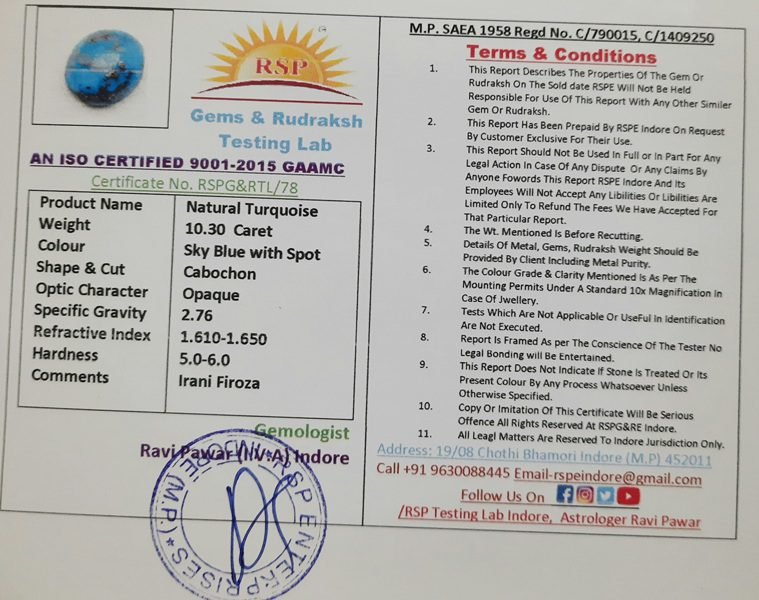 RSP
Gems & Rudraksh
Testing Lab
AN ISO CERTIFIED 9001-2015 GAAMC
Certificate No. RSPG&RTL/78
Product Name Natural Turquoise
Weight 10.30 Caret
Colour Sky Blue with Spot
Shape & Cut Cabochon
Optic Character Opaque
Specific Gravity 2.76
Refractive Index 1.610-1.650
Hardness 5.0-6.0
Comments Irani Firoza
Gemologist
Ravi Pawar (NV.A) Indore
RSP ENTERPRISES (M.P.) * INDORE *
M.P. SAEA 1958 Regd No. C/790015, C/1409250
Terms & Conditions
1. This Report Describes The Properties Of The Gem Or
Rudraksh On The Sold date RSPE Will Not Be Held
Responsible For Use Of This Report With Any Other Similer
Gem Or Rudraksh.
2. This Report Has Been Prepaid By RSPE Indore On Request
By Customer Exclusive For Their Use.
3. This Report Should Not Be Used In Full or In Part For Any
Legal Action In Case Of Any Dispute Or Any Claims By
Anyone Fowords This Report RSPE Indore And Its
Employees Will Not Accept Any Libilities Or Libilities Are
Limited Only To Refund The Fees We Have Accepted For
That Particular Report.
4. The Wt. Mentioned Is Before Recutting.
5. Details Of Metal, Gems, Rudraksh Weight Should Be
Provided By Client Including Metal Purity.
6. The Colour Grade & Clarity Mentioned Is As Per The
Mounting Permits Under A Standard 10x Magnification In
Case Of Jwellery.
7. Tests Which Are Not Applicable Or UseFul In Identification
Are Not Executed.
8. Report Is Framed As per The Conscience Of The Tester No
Legal Bonding will Be Entertained.
9. This Report Does Not Indicate If Stone Is Treated Or Its
Present Colour By Any Process Whatsoever Unless
Otherwise Specified.
10. Copy Or Imitation Of This Certificate Will Be Serious
Offence All Rights Reserved At RSPG&RE Indore.
11. All Leagl Matters Are Reserved To Indore Jurisdiction Only.
Address: 19/08 Chothi Bhamori Indore (M.P) 452011
Call +91 9630088445 Email-rspeindore@gmail.com
Follow Us On
/RSP Testing Lab Indore, Astrologer Ravi Pawar